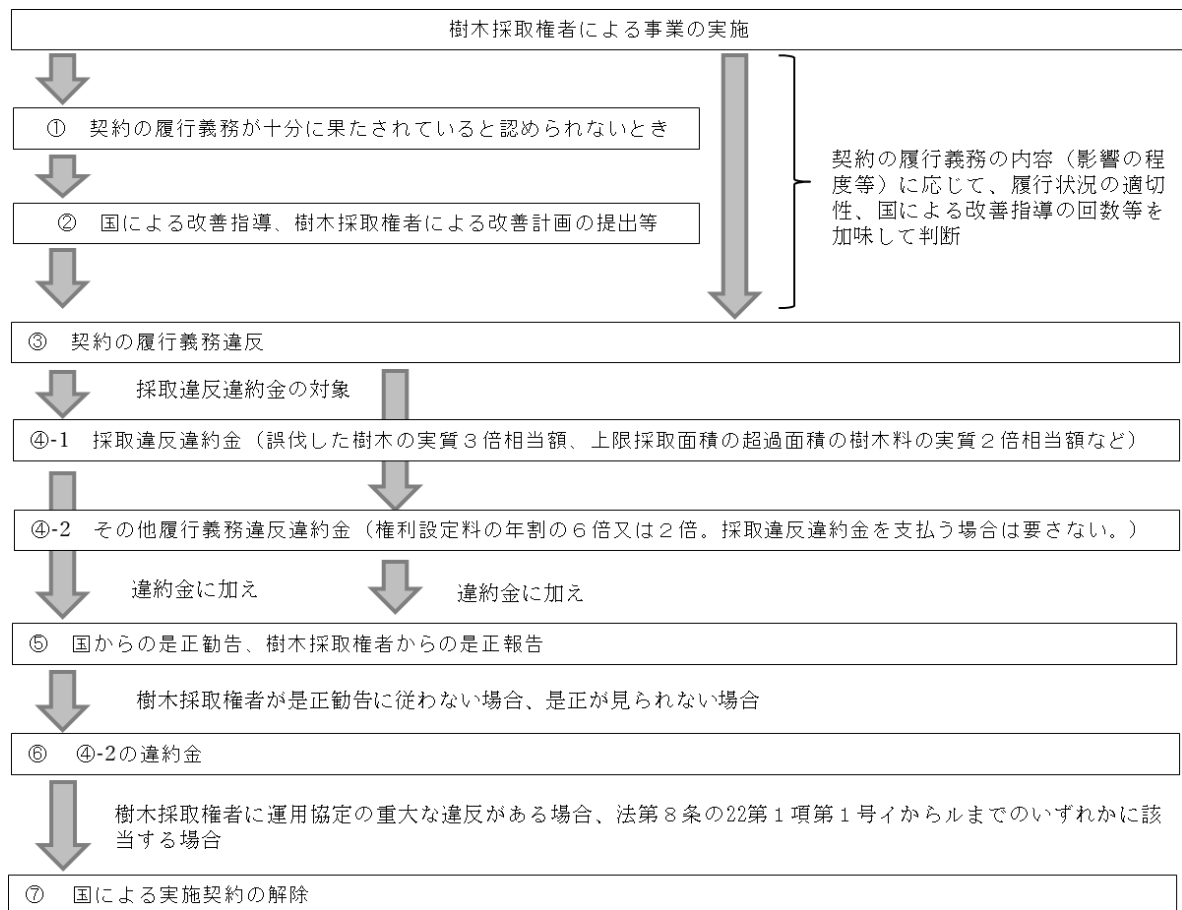 樹木採取権者による事業の実施
① 契約の履行義務が十分に果たされていると認められないとき
② 国による改善指導、樹木採取権者による改善計画の提出等
契約の履行義務の内容（影響の程
度等）に応じて、履行状況の適切
性、国による改善指導の回数等を
加味して判断
③ 契約の履行義務違反
採取違反違約金の対象
④-1 採取違反違約金（誤伐した樹木の実質３倍相当額、上限採取面積の超過面積の樹木料の実質２倍相当額など）
④-2 その他履行義務違反違約金（権利設定料の年割の６倍又は２倍。採取違反違約金を支払う場合は要さない。）
違約金に加え
違約金に加え
⑤ 国からの是正勧告、樹木採取権者からの是正報告
樹木採取権者が是正勧告に従わない場合、是正が見られない場合
⑥ ④-2の違約金
樹木採取権者に運用協定の重大な違反がある場合、法第８条の22第１項第１号イからルまでのいずれかに該
当する場合
⑦ 国による実施契約の解除